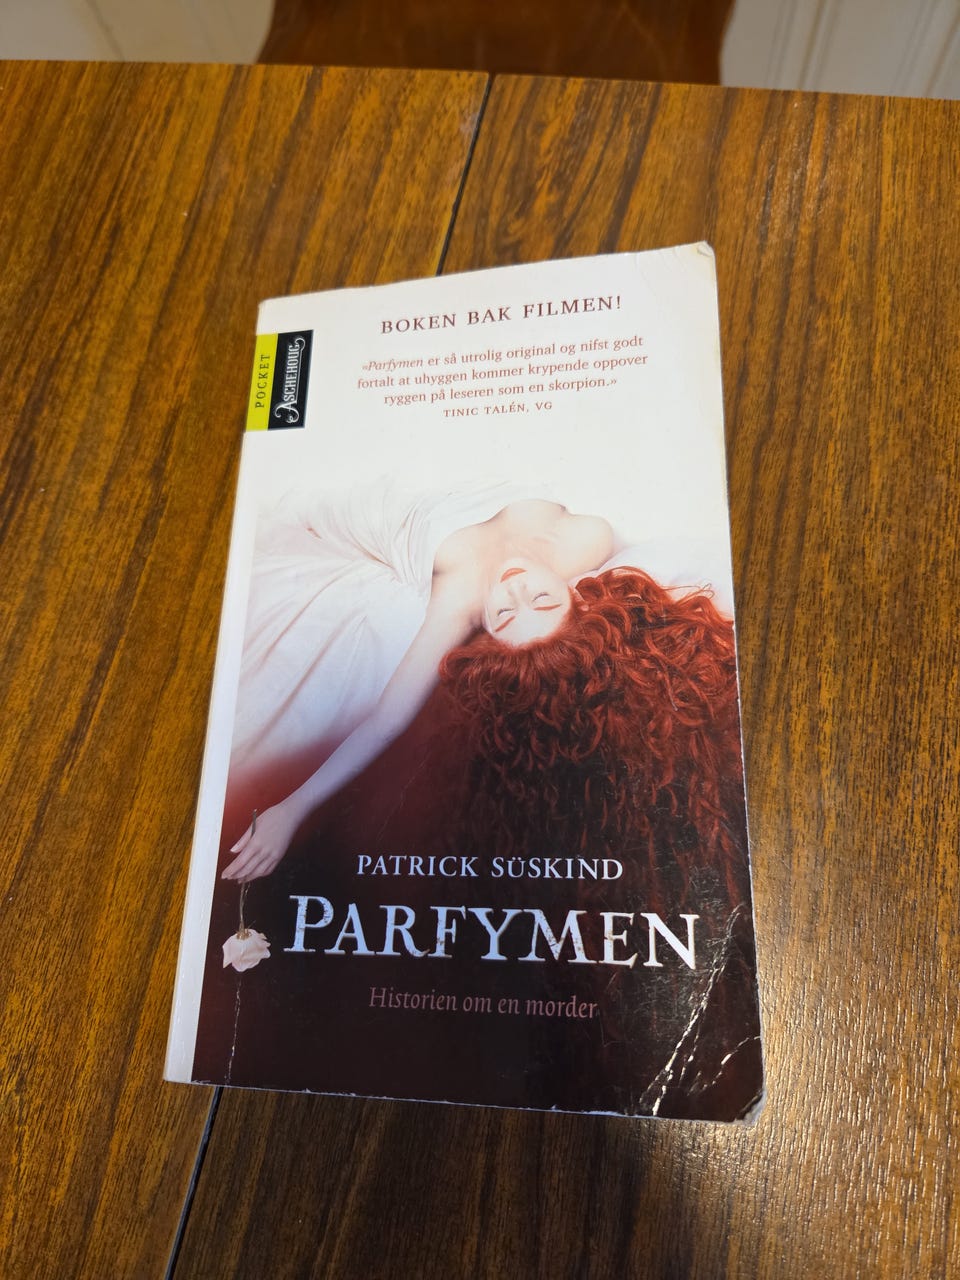 BOKEN BAK FILMEN!
«Parfymen er så utrolig original og nifst godt
fortalt at uhyggen kommer krypende oppover
ryggen på leseren som en skorpion.»
TINIC TALÉN, VG
POCKET
ASCHEHOUG
PATRICK SÜSKIND
PARFYMEN
Historien om en morder